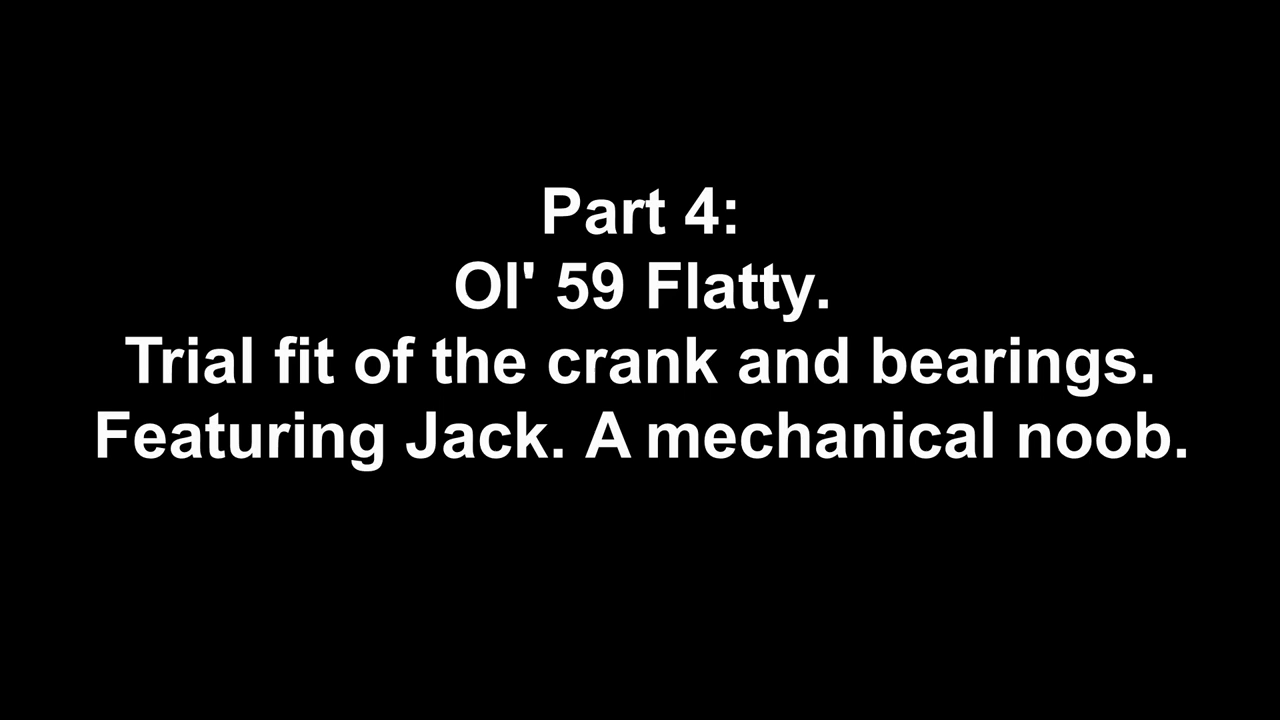 Part 4:
Ol' 59 Flatty.
Trial fit of the crank and bearings.
Featuring Jack. A mechanical noob.